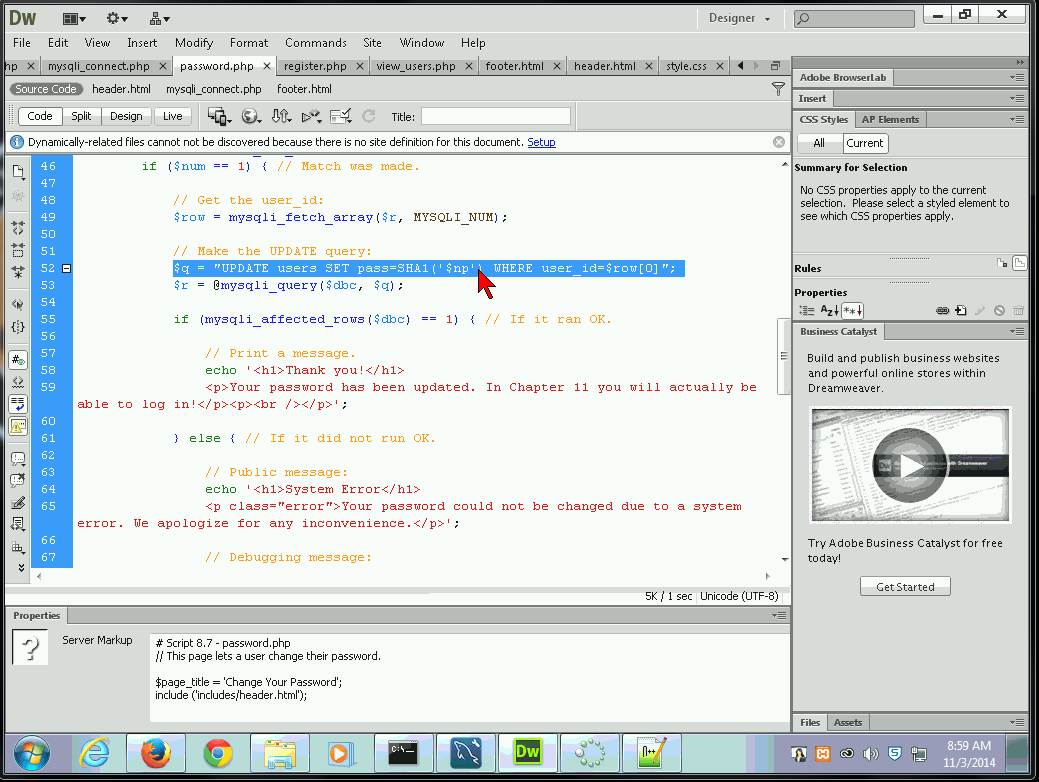 Dw
Designer
File Edit View Insert Modify Format Commands Site Window Help
hp mysqli_connect.php password.php register.php view_users.php footer.html header.html style.css
Source Code header.html mysqli_connect.php footer.html
Code Split Design Live Title:
Dynamically-related files cannot not be discovered because there is no site definition for this document. Setup
46 if ($num == 1) { // Match was made.
47
48 // Get the user_id:
49 $row = mysqli_fetch_array($r, MYSQLI_NUM);
50
51 // Make the UPDATE query:
52 $q = "UPDATE users SET pass=SHA1('$np') WHERE user_id=$row[0]";
53 $r = @mysqli_query($dbc, $q);
54
55 if (mysqli_affected_rows($dbc) == 1) { // If it ran OK.
56
57 // Print a message.
58 echo '<h1>Thank you!</h1>
59 <p>Your password has been updated. In Chapter 11 you will actually be
able to log in!</p><p><br /></p>';
60
61 } else { // If it did not run OK.
62
63 // Public message:
64 echo '<h1>System Error</h1>
65 <p class="error">Your password could not be changed due to a system
error. We apologize for any inconvenience.</p>';
66
67 // Debugging message:
5K / 1 sec Unicode (UTF-8)
Properties
Server Markup
# Script 8.7 - password.php
// This page lets a user change their password.
$page_title = 'Change Your Password';
include ('includes/header.html');
Adobe BrowserLab
Insert
CSS Styles AP Elements
All Current
Summary for Selection
No CSS properties apply to the current
selection. Please select a styled element to
see which CSS properties apply.
Rules
Properties
Business Catalyst
Build and publish business websites
and powerful online stores within
Dreamweaver.
Try Adobe Business Catalyst for free
today!
Get Started
Files Assets
C:\
Dw
8:59 AM
11/3/2014